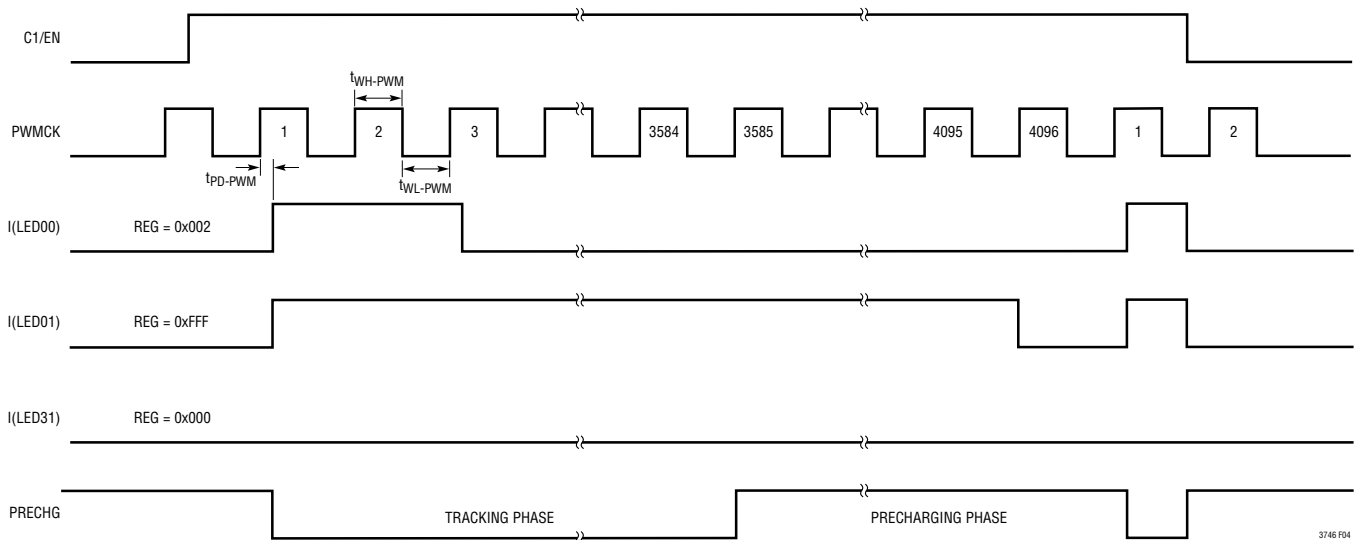 C1/EN
tWH-PWM
PWMCK
1 2 3 3584 3585 4095 4096 1 2
tPD-PWM
tWL-PWM
I(LED00) REG = 0x002
I(LED01) REG = 0xFFF
I(LED31) REG = 0x000
PRECHG TRACKING PHASE PRECHARGING PHASE
3746 F04